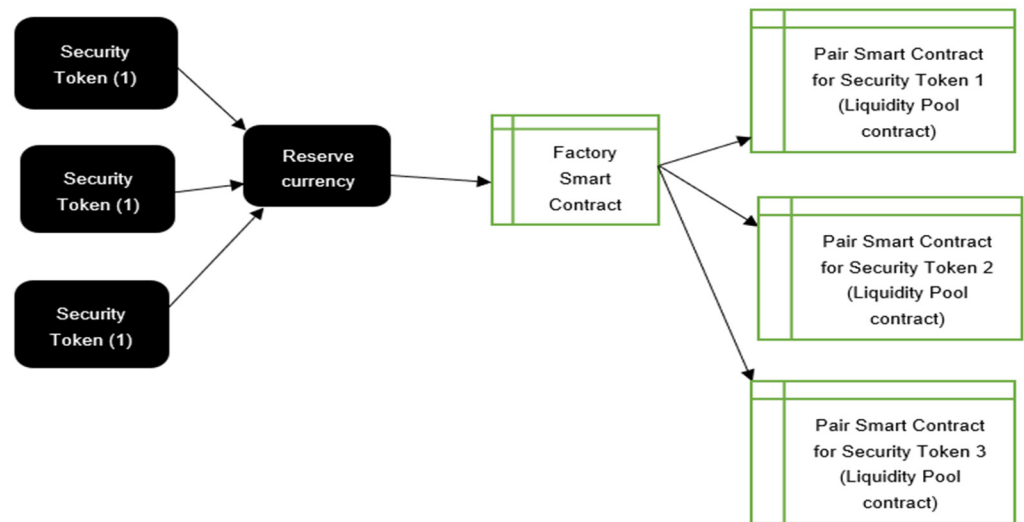 Security
Token (1)
Security
Token (1)
Security
Token (1)
Reserve
currency
Factory
Smart
Contract
Pair Smart Contract
for Security Token 1
(Liquidity Pool
contract)
Pair Smart Contract
for Security Token 2
(Liquidity Pool
contract)
Pair Smart Contract
for Security Token 3
(Liquidity Pool
contract)